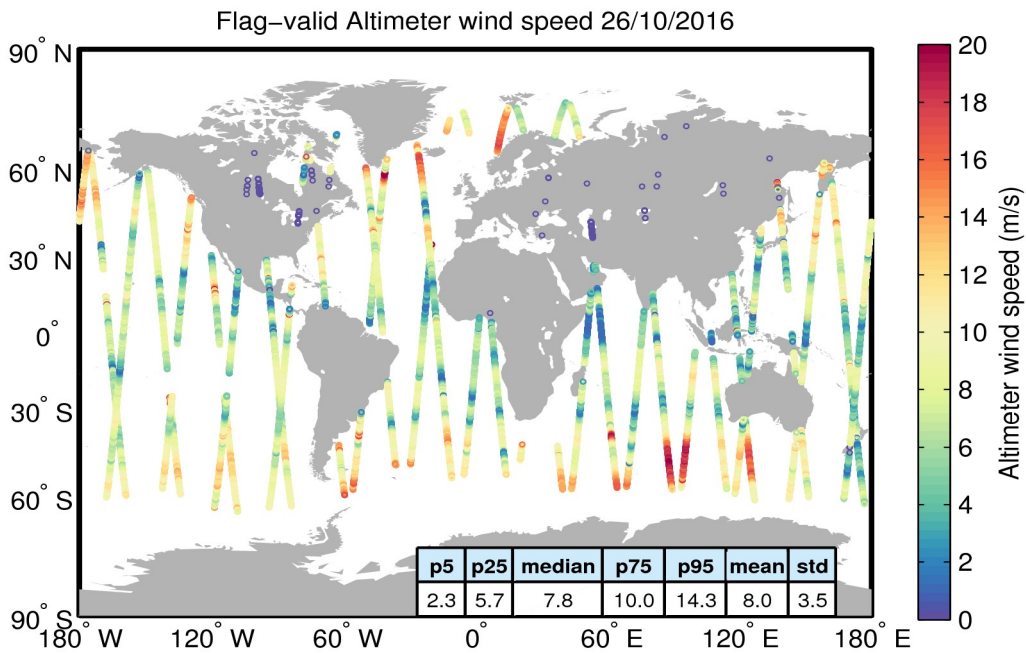 Flag−valid Altimeter wind speed 26/10/2016
90° N
60° N
30° N
0°
30° S
60° S
90° S
180° W
120° W
60° W
0°
60° E
120° E
180° E
p5 p25 median p75 p95 mean std
2.3 5.7 7.8 10.0 14.3 8.0 3.5
20
18
16
14
12
10
8
6
4
2
0
Altimeter wind speed (m/s)